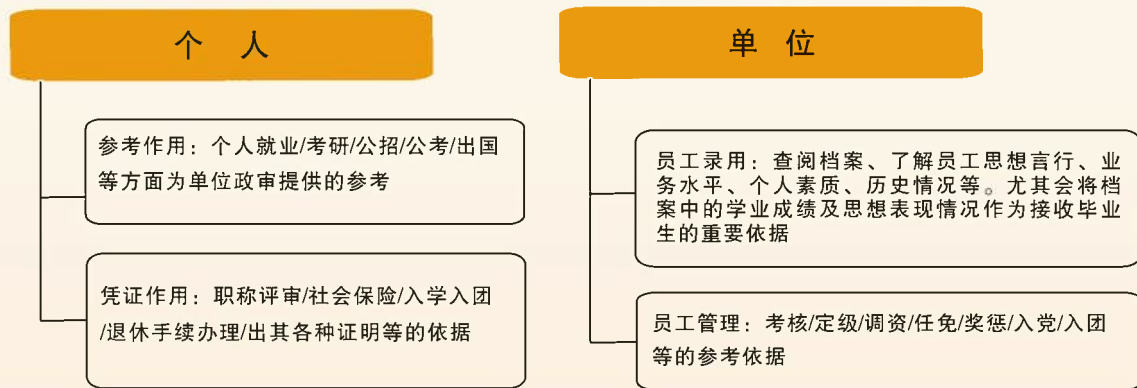 个 人
参考作用：个人就业/考研/公招/公考/出国
等方面为单位政审提供的参考
凭证作用：职称评审/社会保险/入学入团
/退休手续办理/出其各种证明等的依据
单 位
员工录用：查阅档案、了解员工思想言行、业
务水平、个人素质、历史情况等。尤其会将档
案中的学业成绩及思想表现情况作为接收毕业
生的重要依据
员工管理：考核/定级/调资/任免/奖惩/入党/入团
等的参考依据